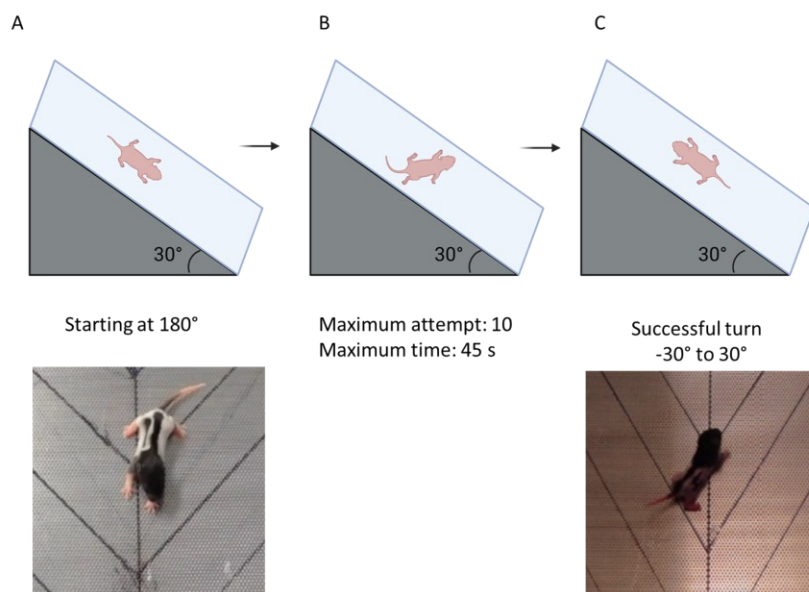 A
B
C
30°
30°
30°
Starting at 180°
Maximum attempt: 10
Maximum time: 45 s
Successful turn
-30° to 30°